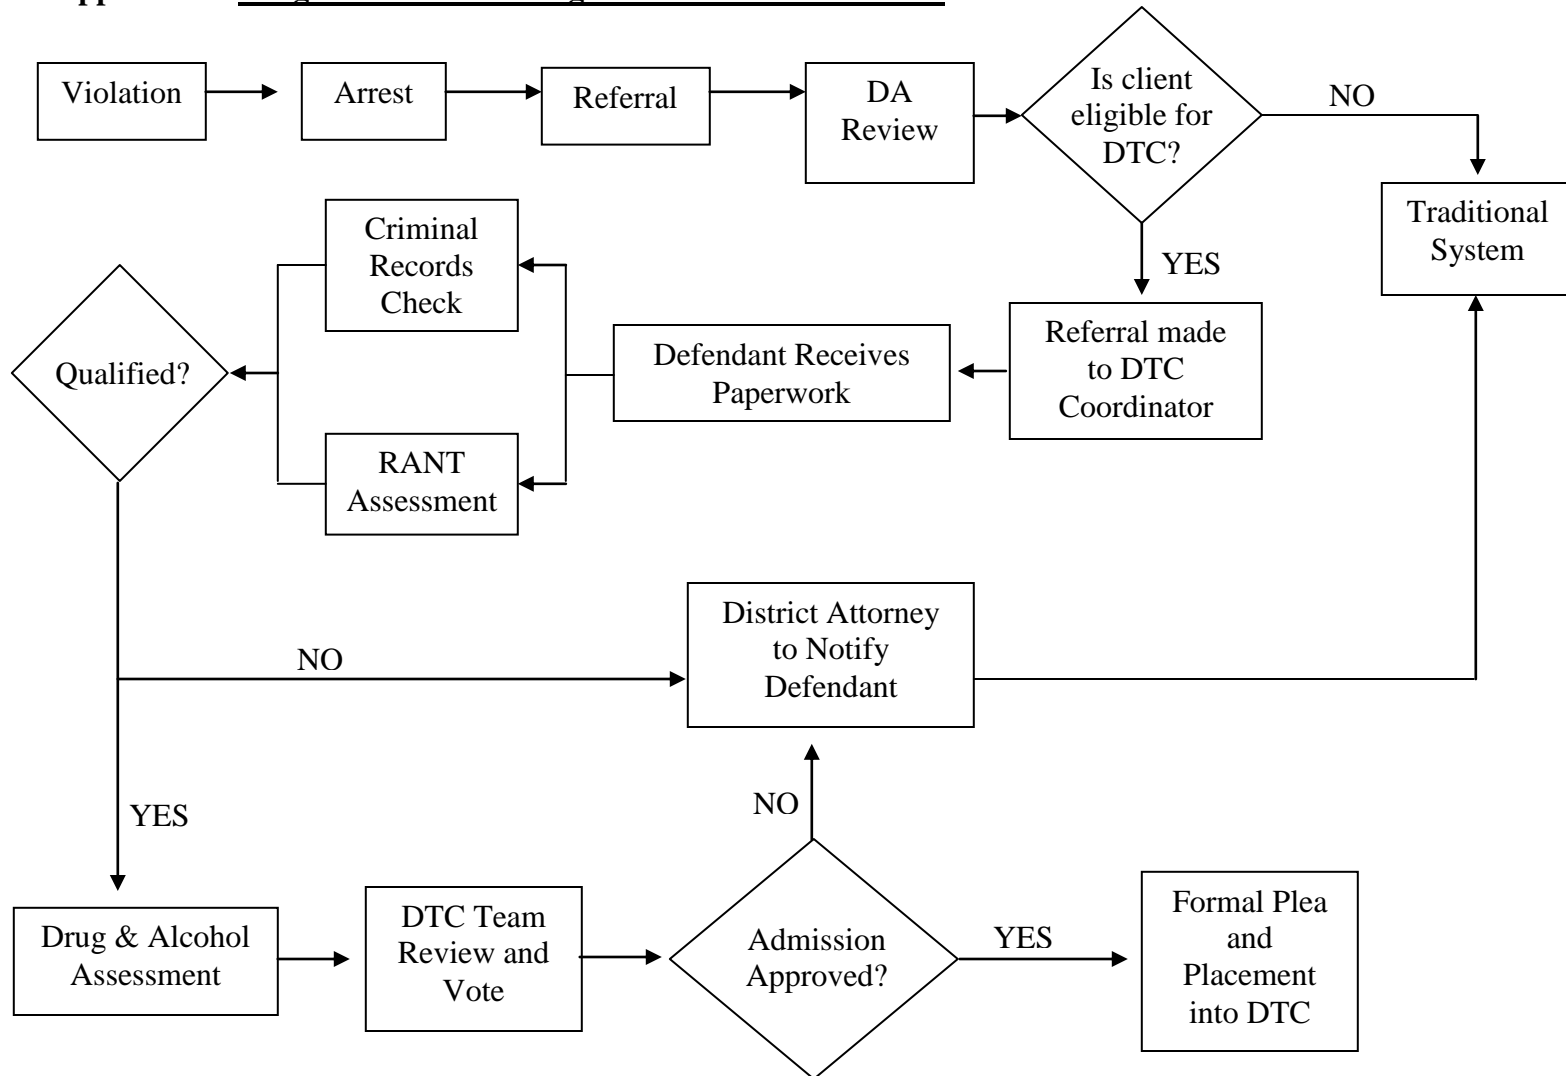 Violation
Arrest
Referral
DA
Review
Is client
eligible for
DTC?
NO
Traditional
System
YES
Criminal
Records
Check
Qualified?
Defendant Receives
Paperwork
Referral made
to DTC
Coordinator
RANT
Assessment
District Attorney
to Notify
Defendant
NO
YES
NO
Drug & Alcohol
Assessment
DTC Team
Review and
Vote
Admission
Approved?
YES
Formal Plea
and
Placement
into DTC